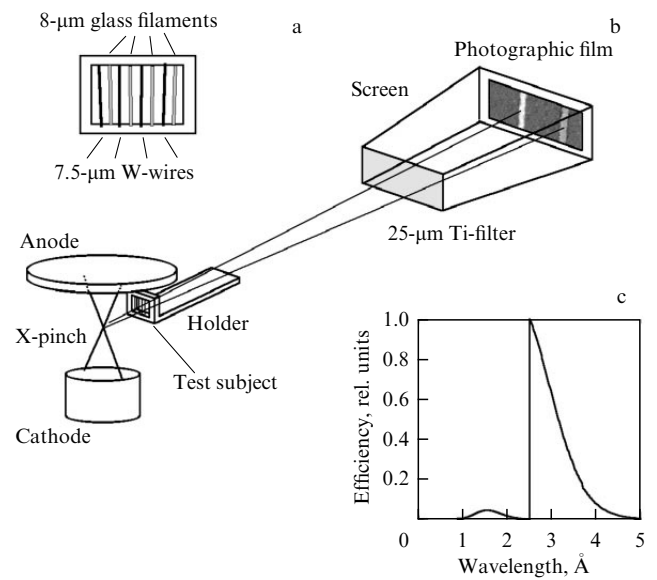 8-μm glass filaments
a
7.5-μm W-wires
b
Photographic film
Screen
25-μm Ti-filter
Anode
X-pinch
Cathode
Holder
Test subject
c
Efficiency, rel. units
1.0
0.8
0.6
0.4
0.2
0 1 2 3 4 5
Wavelength, Å